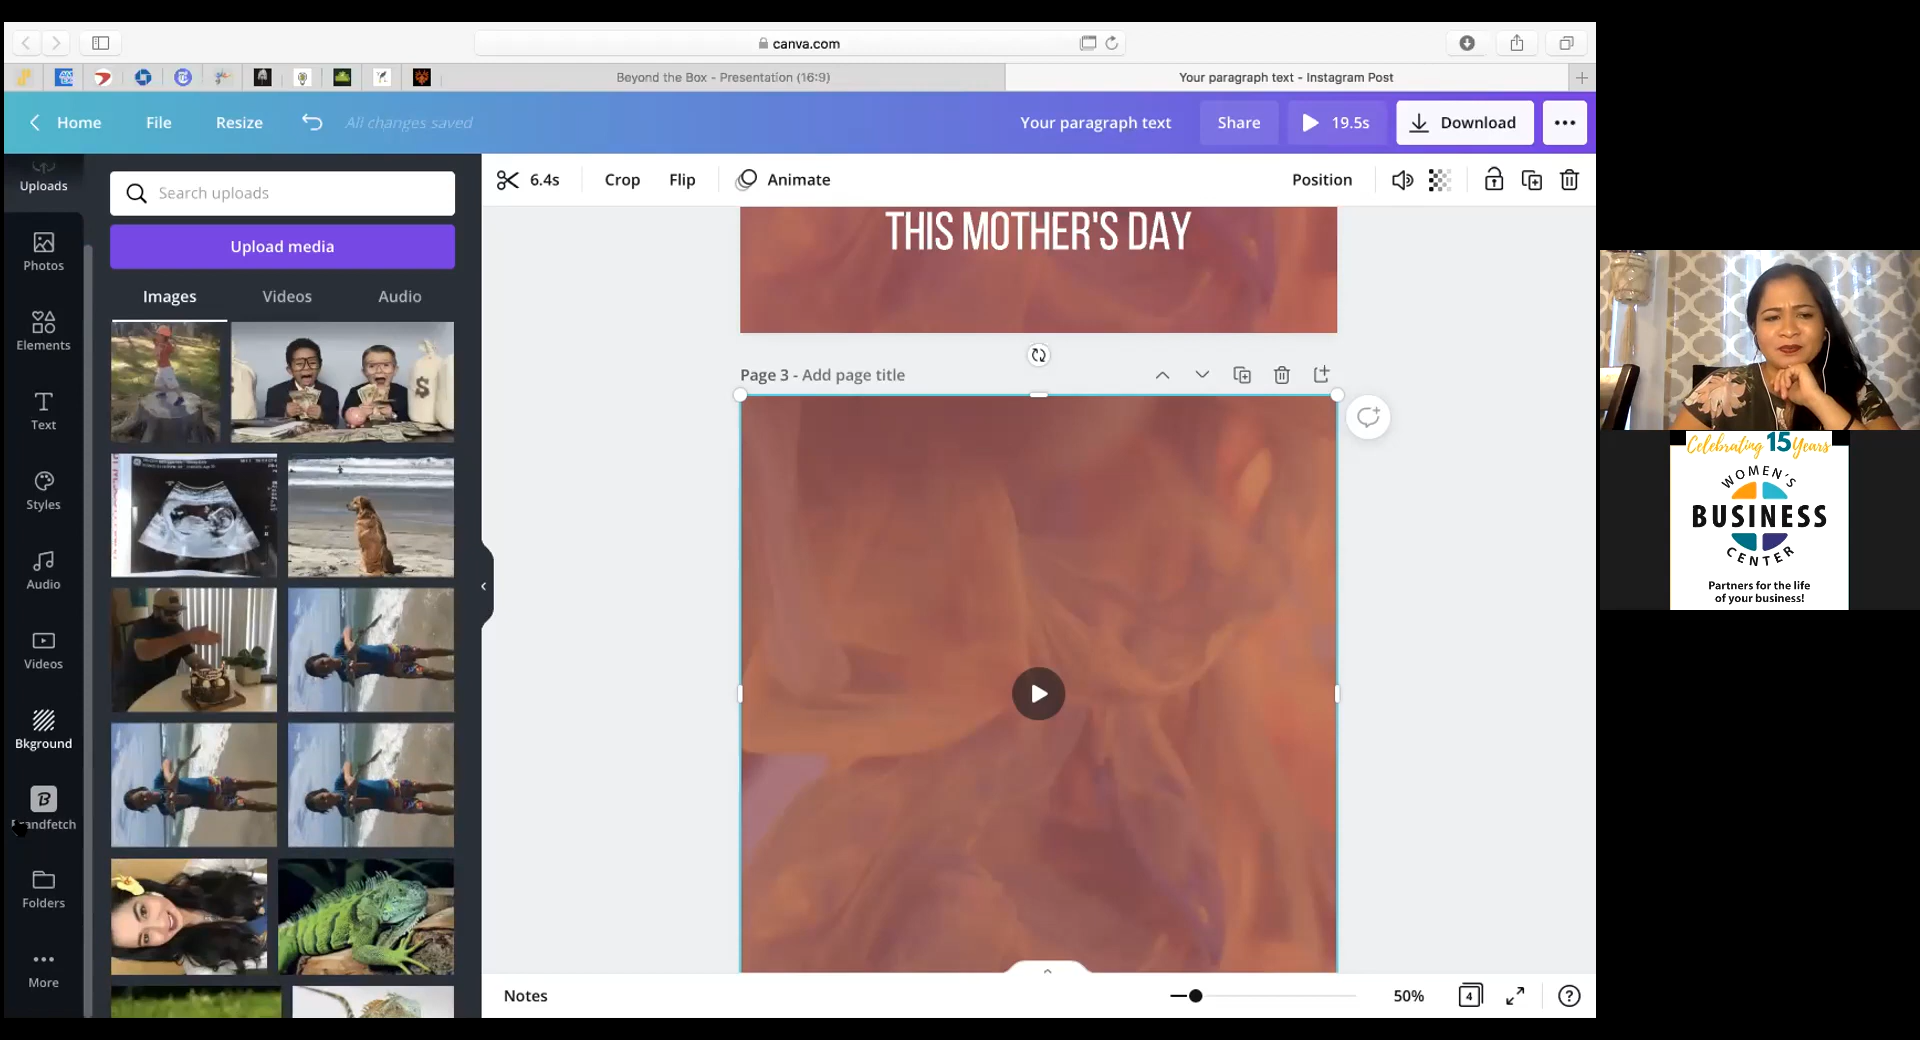 canva.com
Beyond the Box - Presentation (16:9)
Your paragraph text - Instagram Post
Home
File
Resize
All changes saved
Your paragraph text
Share
19.5s
Download
Uploads
Search uploads
6.4s
Crop
Flip
Animate
Position
Upload media
THIS MOTHER'S DAY
Photos
Images
Videos
Audio
Elements
Page 3 - Add page title
$
Text
Celebrating 15 Years
WOMEN'S
BUSINESS
CENTER
Partners for the life
of your business!
Styles
Audio
Videos
Bkground
Folders
More
Notes
50%
4